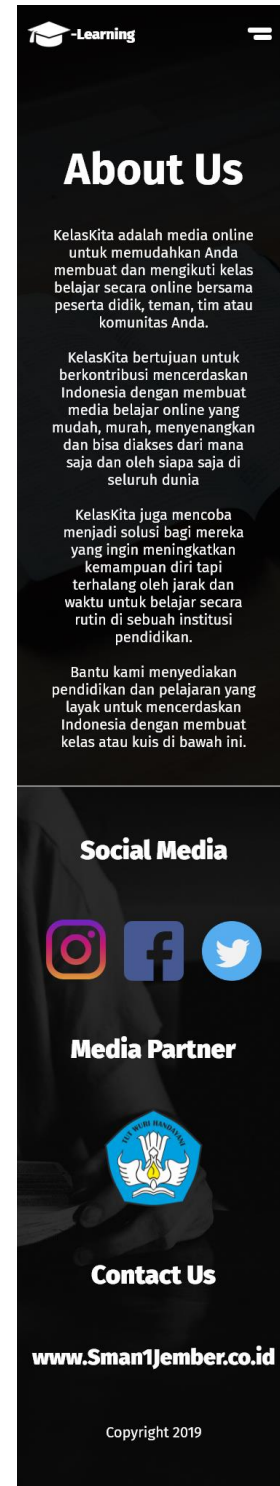 -Learning
About Us
KelasKita adalah media online
untuk memudahkan Anda
membuat dan mengikuti kelas
belajar secara online bersama
peserta didik, teman, tim atau
komunitas Anda.
KelasKita bertujuan untuk
berkontribusi mencerdaskan
Indonesia dengan membuat
media belajar online yang
mudah, murah, menyenangkan
dan bisa diakses dari mana
saja dan oleh siapa saja di
seluruh dunia
KelasKita juga mencoba
menjadi solusi bagi mereka
yang ingin meningkatkan
kemampuan diri tapi
terhalang oleh jarak dan
waktu untuk belajar secara
rutin di sebuah institusi
pendidikan.
Bantu kami menyediakan
pendidikan dan pelajaran yang
layak untuk mencerdaskan
Indonesia dengan membuat
kelas atau kuis di bawah ini.
Social Media
Media Partner
TUT WURI HANDAYANI
Contact Us
www.Sman1Jember.co.id
Copyright 2019